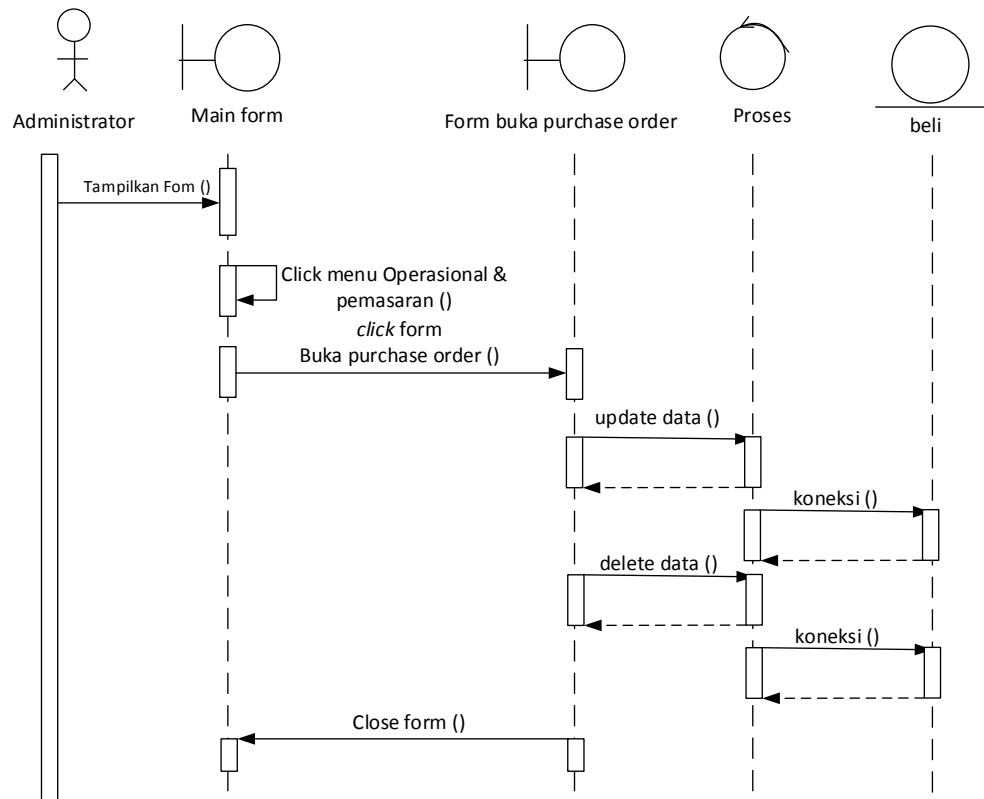 Administrator
Main form
Form buka purchase order
Proses
beli
Tampilkan Fom ()
Click menu Operasional &
pemasaran ()
click form
Buka purchase order ()
update data ()
koneksi ()
delete data ()
koneksi ()
Close form ()